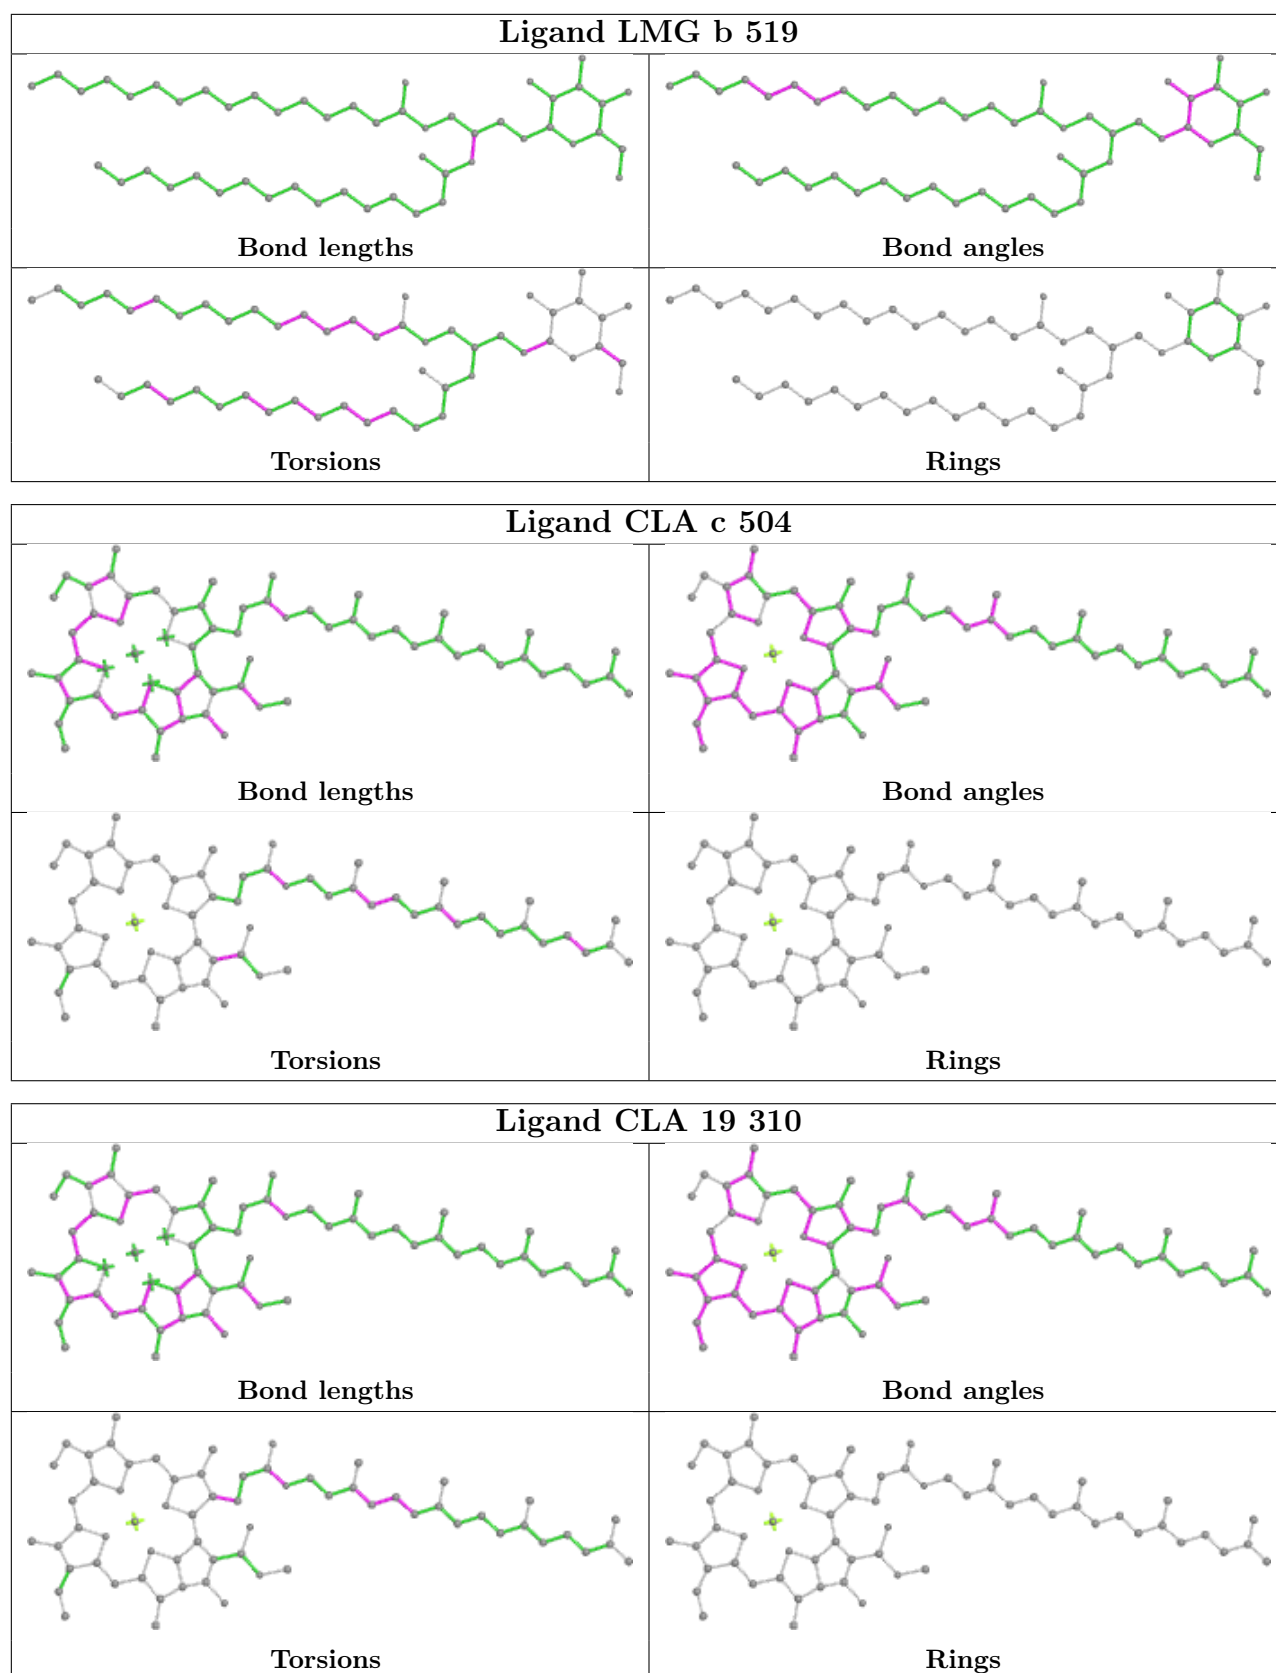 Ligand LMG b 519
Bond lengths
Bond angles
Torsions
Rings
Ligand CLA c 504
Bond lengths
Bond angles
Torsions
Rings
Ligand CLA 19 310
Bond lengths
Bond angles
Torsions
Rings